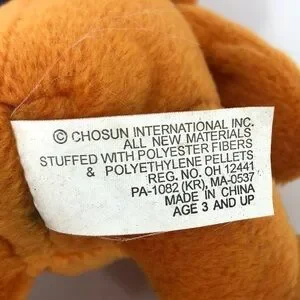 © CHOSUN INTERNATIONAL INC.
ALL NEW MATERIALS
STUFFED WITH POLYESTER FIBERS
& POLYETHYLENE PELLETS
REG. NO. OH 12441
PA-1082 (KR), MA-0537
MADE IN CHINA
AGE 3 AND UP